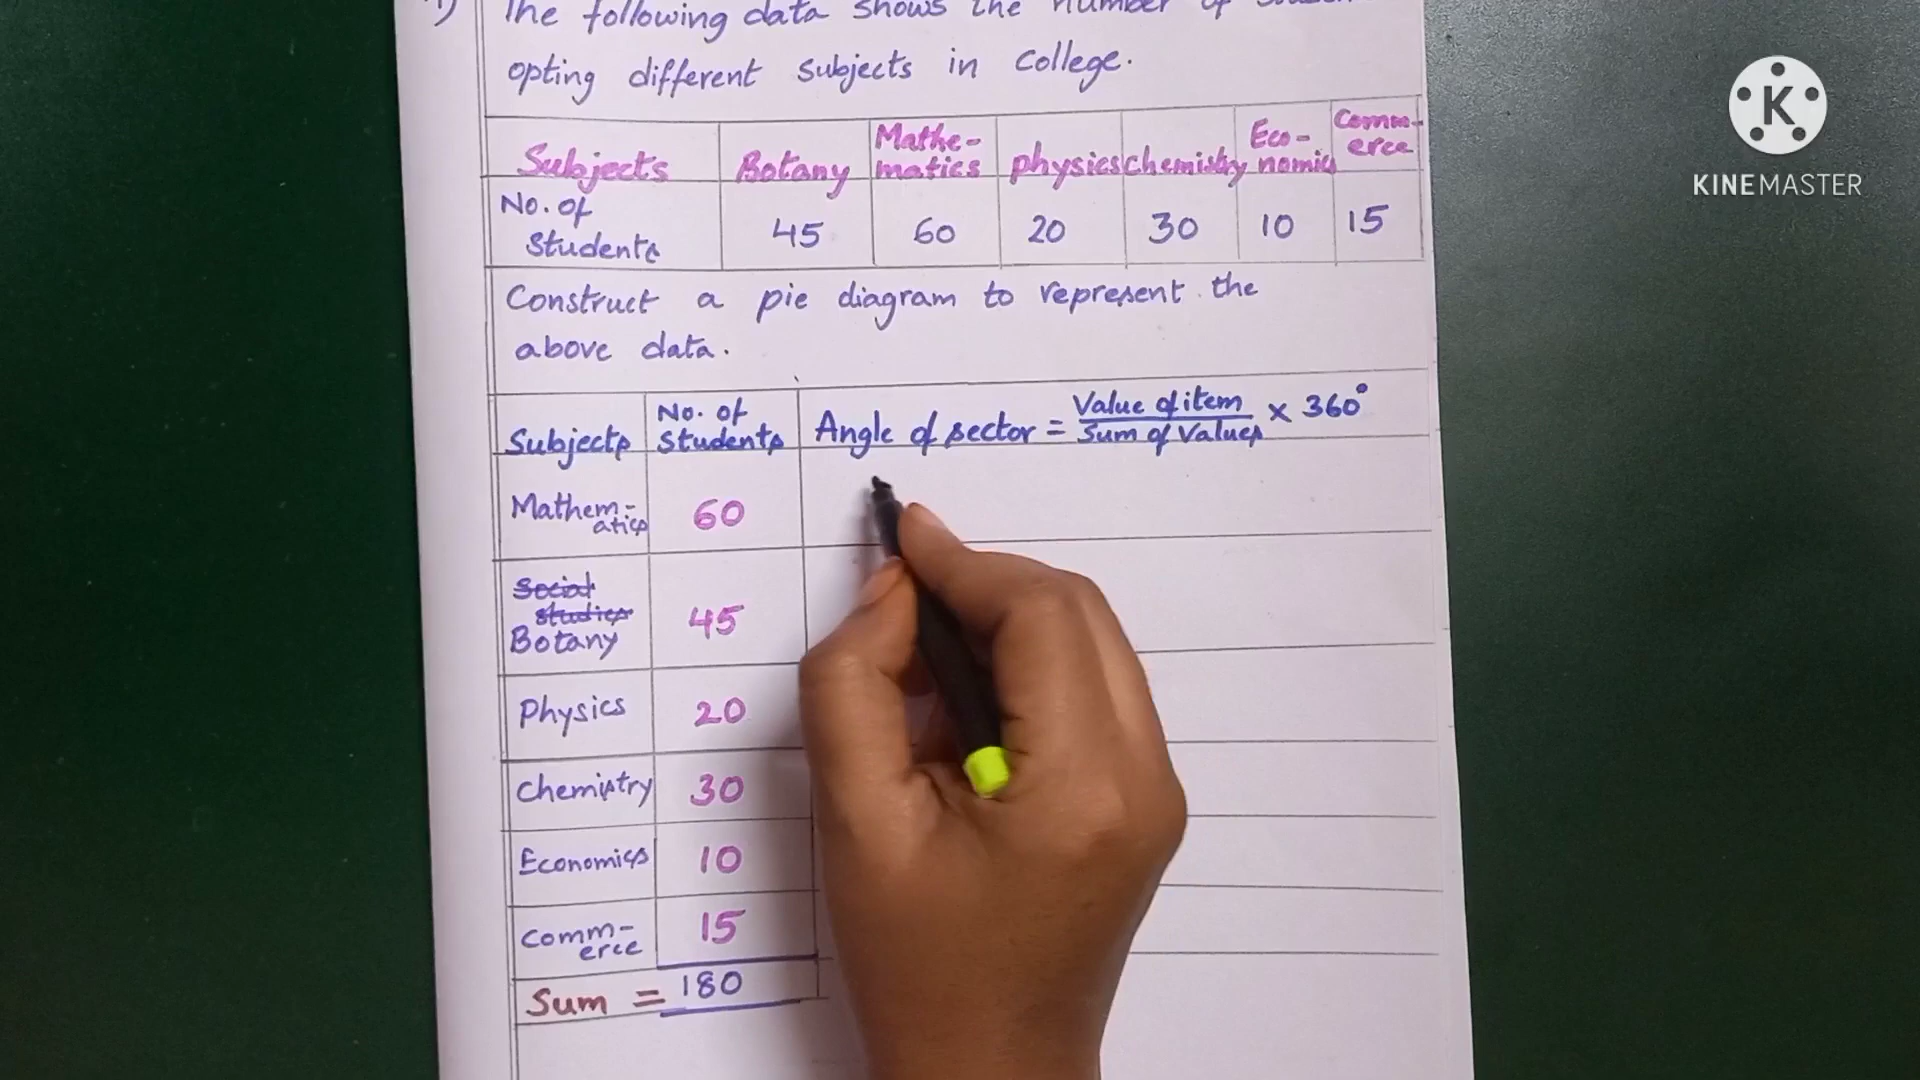 The following data shows the number of
opting different subjects in college.
Subjects Botany Mathe-matics physics chemistry Eco-nomics Comm-erce
No. of Students 45 60 20 30 10 15
Construct a pie diagram to represent the
above data.
Subjects No. of Students Angle of sector = Value of item / Sum of Values × 360°
Mathem-atics 60
Social studies
Botany 45
Physics 20
Chemistry 30
Economics 10
Comm-erce 15
Sum = 180
K
KINEMASTER